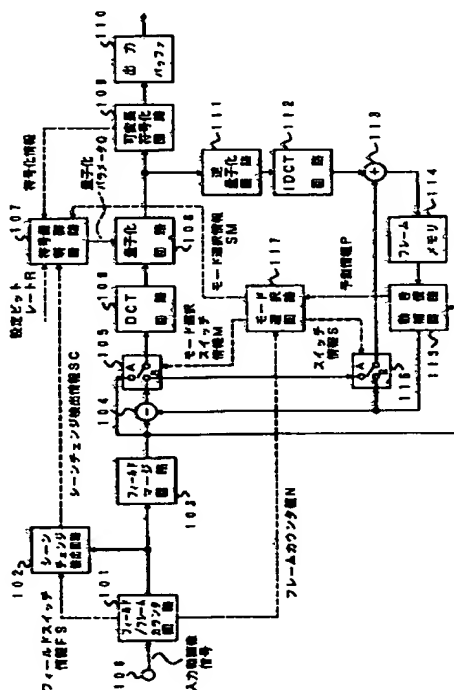 フィールドスイッチ
情報FS
102
シーン
チェンジ
検出回路
シーンチェンジ検出情報SC
設定ビット
レートR
107
符号量
制御
回路
符号化情報
量子化
パラメータQ
110
出力
バッファ
109
可変長
符号化
回路
108
量子化
回路
106
DCT
回路
105
A
モード選択
スイッチ
情報M
モード選択情報
SM
104
−
フィールド
マージ
回路
103
101
フィールド
/フレーム
カウンタ
回路
100
入力動画像
信号
フレームカウンタ値N
117
モード
選択
回路
予測情報P
スイッチ
情報S
A
116
111
逆
量子化
回路
112
IDCT
回路
113
+
114
フレーム
メモリ
動き
補償
回路
115